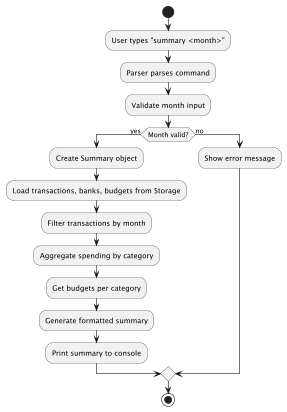 User types "summary <month>"
Parser parses command
Validate month input
yes
Month valid?
no
Create Summary object
Show error message
Load transactions, banks, budgets from Storage
Filter transactions by month
Aggregate spending by category
Get budgets per category
Generate formatted summary
Print summary to console